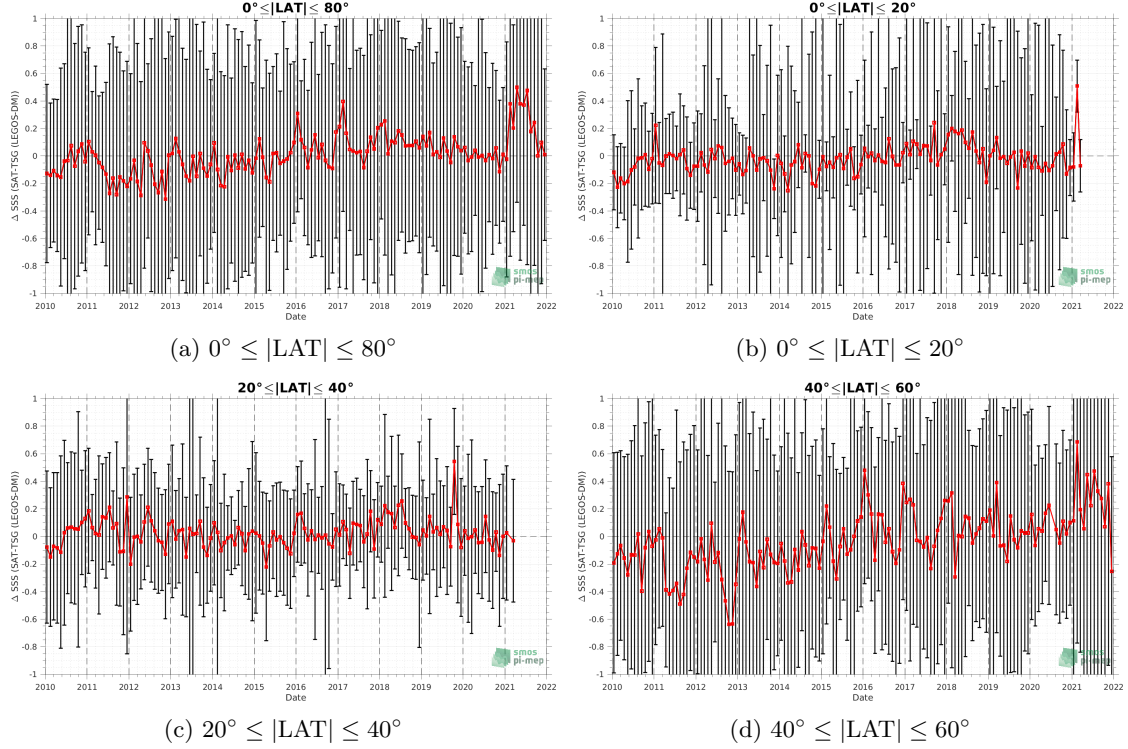 0°≤|LAT|≤ 80°
Δ SSS (SAT-TSG (LEGOS-DM))
1
0.8
0.6
0.4
0.2
0
-0.2
-0.4
-0.6
-0.8
-1
2010 2011 2012 2013 2014 2015 2016 2017 2018 2019 2020 2021 2022
Date
smos
pi-mep
(a) 0° ≤ |LAT| ≤ 80°
0°≤|LAT|≤ 20°
Δ SSS (SAT-TSG (LEGOS-DM))
1
0.8
0.6
0.4
0.2
0
-0.2
-0.4
-0.6
-0.8
-1
2010 2011 2012 2013 2014 2015 2016 2017 2018 2019 2020 2021 2022
Date
smos
pi-mep
(b) 0° ≤ |LAT| ≤ 20°
20°≤|LAT|≤ 40°
Δ SSS (SAT-TSG (LEGOS-DM))
1
0.8
0.6
0.4
0.2
0
-0.2
-0.4
-0.6
-0.8
-1
2010 2011 2012 2013 2014 2015 2016 2017 2018 2019 2020 2021 2022
Date
smos
pi-mep
(c) 20° ≤ |LAT| ≤ 40°
40°≤|LAT|≤ 60°
Δ SSS (SAT-TSG (LEGOS-DM))
1
0.8
0.6
0.4
0.2
0
-0.2
-0.4
-0.6
-0.8
-1
2010 2011 2012 2013 2014 2015 2016 2017 2018 2019 2020 2021 2022
Date
smos
pi-mep
(d) 40° ≤ |LAT| ≤ 60°